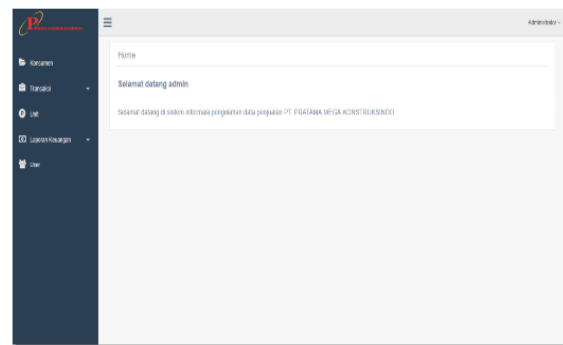 Administrator
Konsumen
Transaksi
Unit
Laporan Keuangan
User
Home
Selamat datang admin
Selamat datang di sistem informasi pengolahan data penjualan PT. PRATAMA MEGA KONSTRUKSINDO